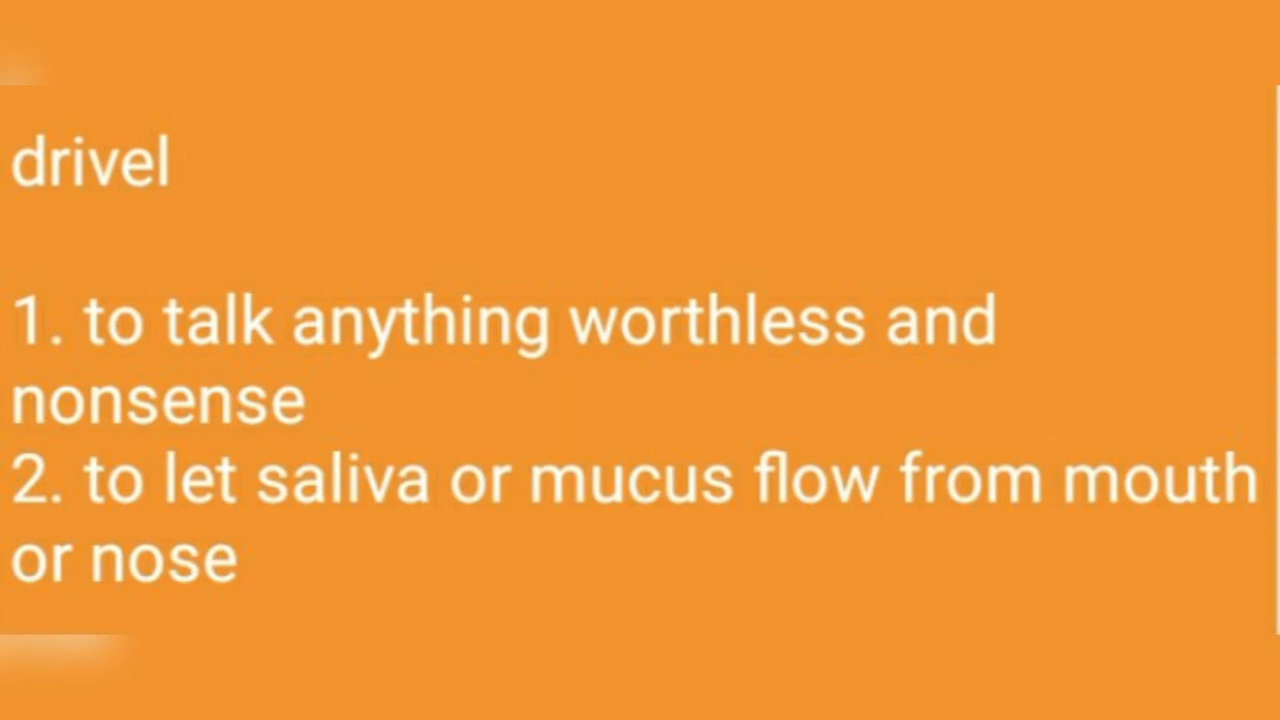 drivel
1. to talk anything worthless and
nonsense
2. to let saliva or mucus flow from mouth
or nose